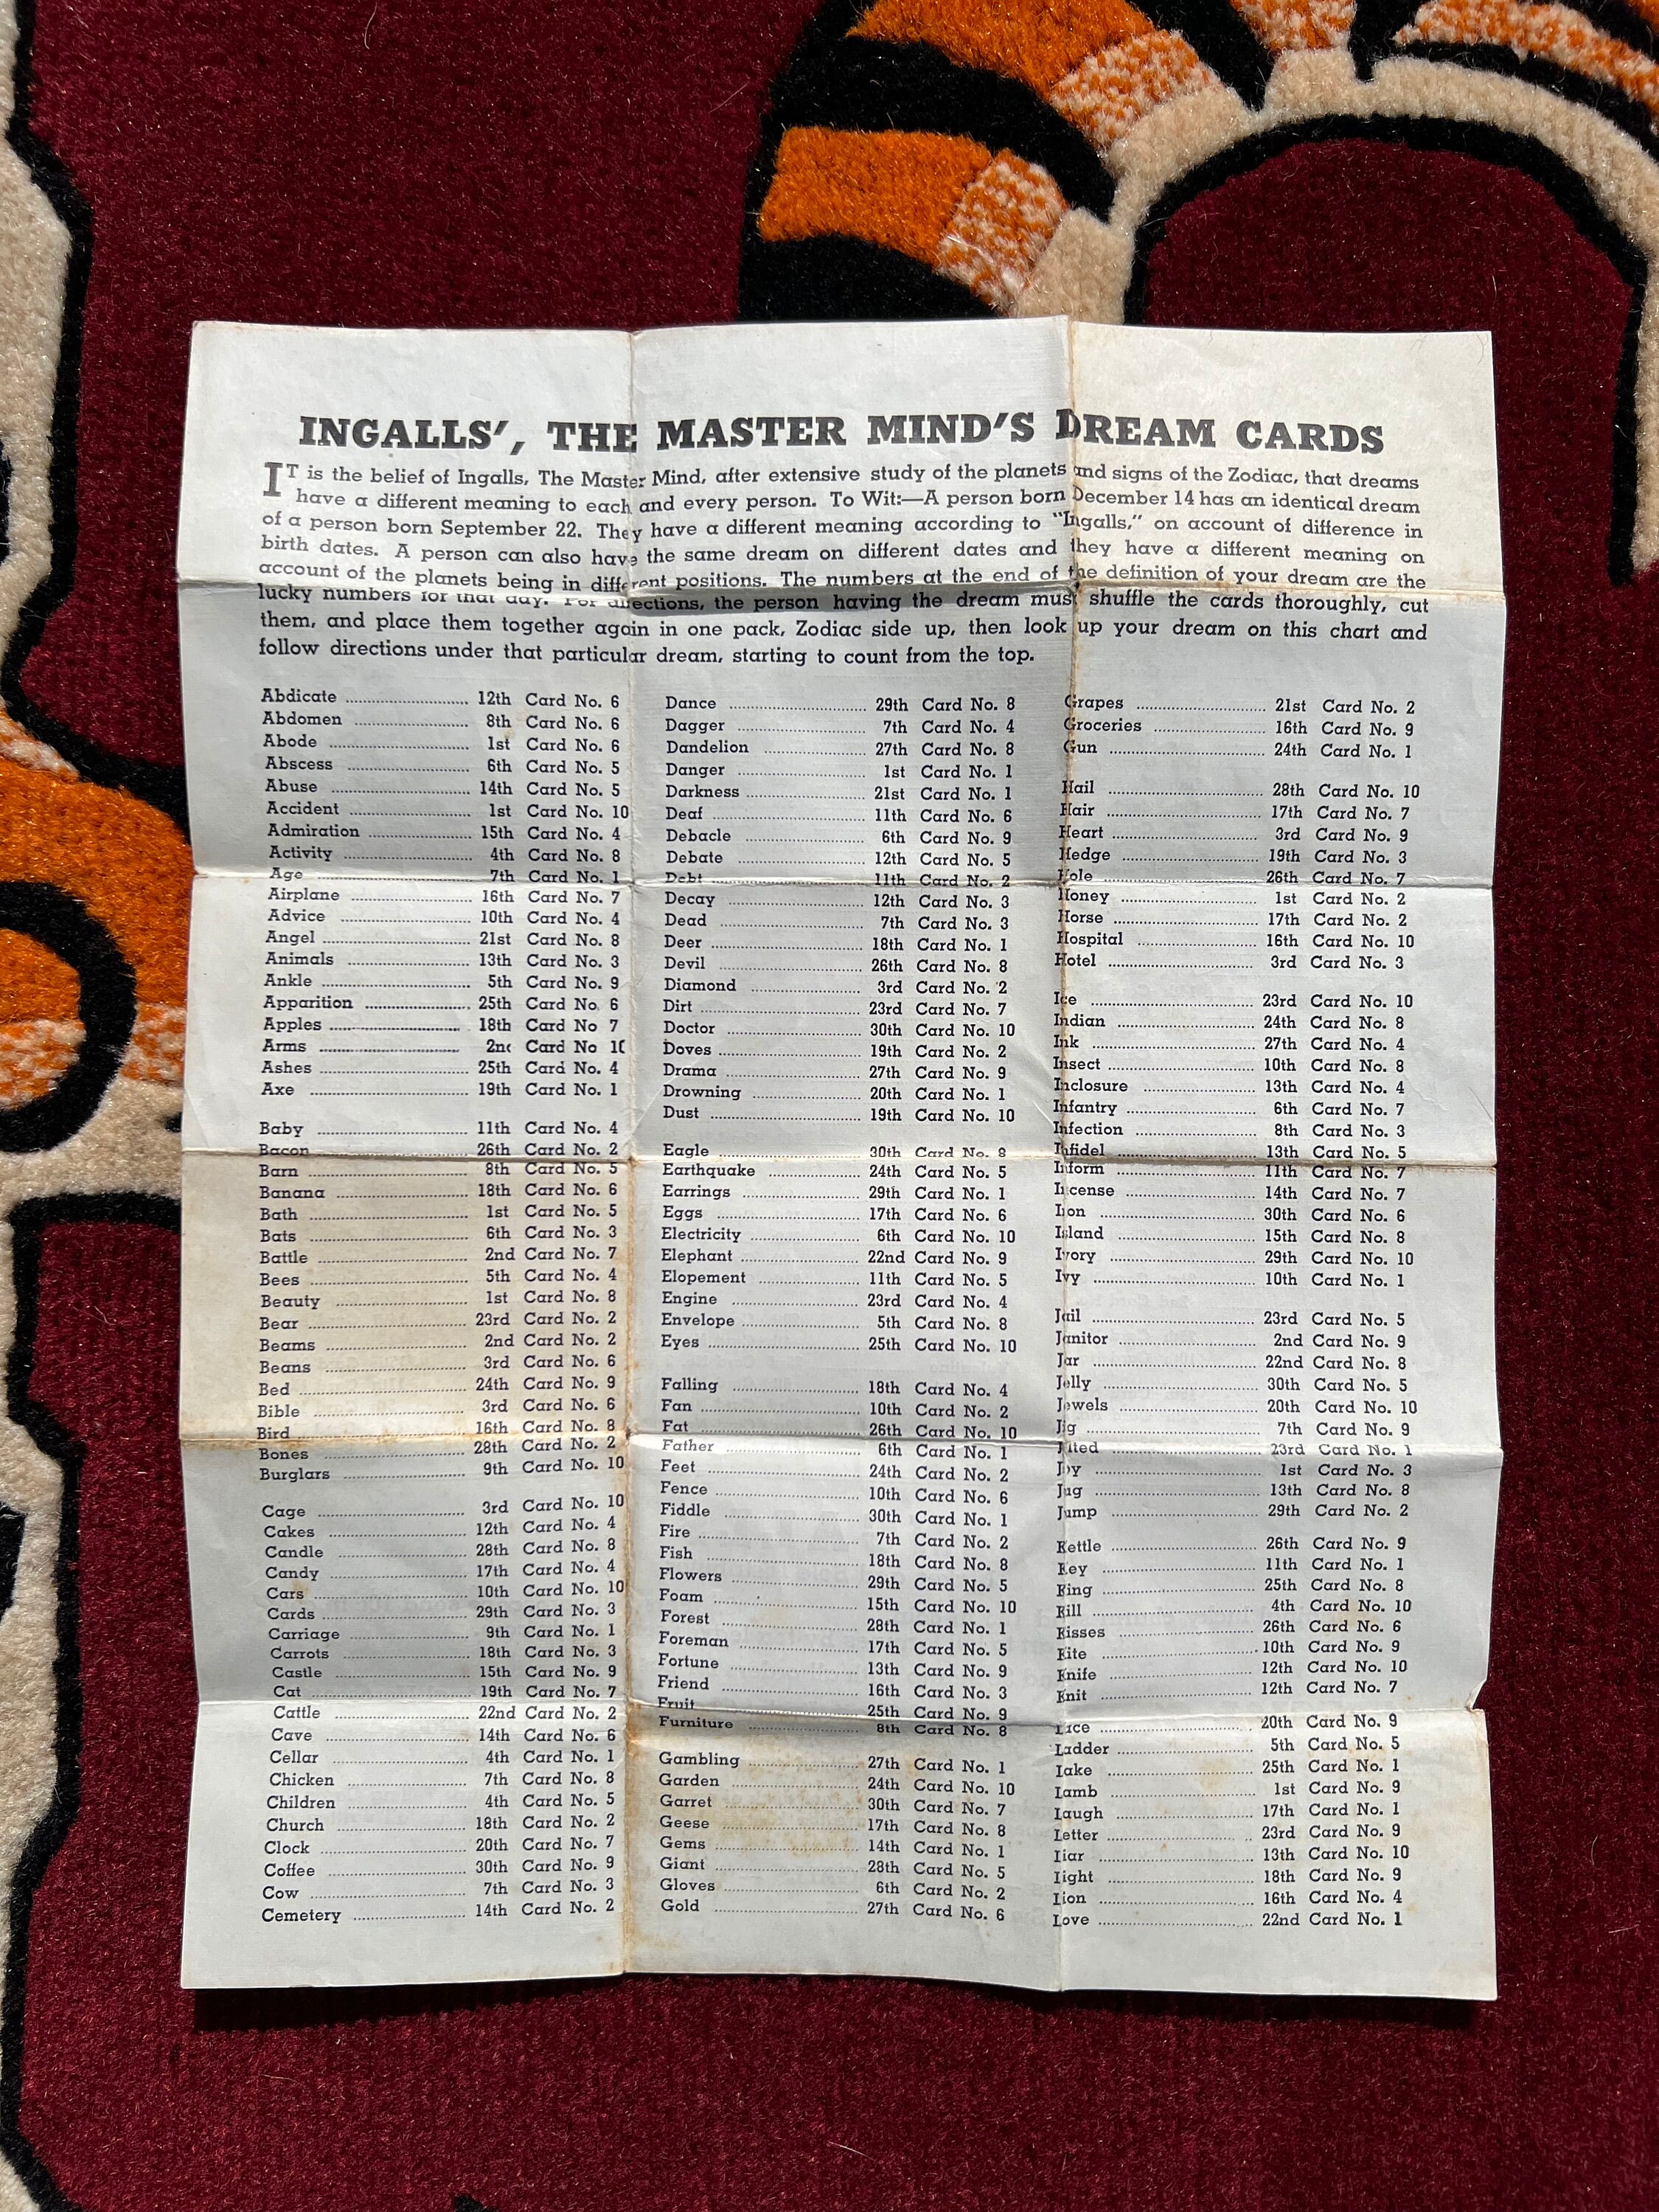 INGALLS', THE MASTER MIND'S DREAM CARDS
IT is the belief of Ingalls, The Master Mind, after extensive study of the planets and signs of the Zodiac, that dreams
have a different meaning to each and every person. To Wit:—A person born December 14 has an identical dream
of a person born September 22. They have a different meaning according to "Ingalls," on account of difference in
birth dates. A person can also have the same dream on different dates and they have a different meaning on
account of the planets being in different positions. The numbers at the end of the definition of your dream are the
lucky numbers for that day. For directions, the person having the dream must shuffle the cards thoroughly, cut
them, and place them together again in one pack, Zodiac side up, then look up your dream on this chart and
follow directions under that particular dream, starting to count from the top.
Abdicate 12th Card No. 6
Abdomen 8th Card No. 6
Abode 1st Card No. 6
Abscess 6th Card No. 5
Abuse 14th Card No. 5
Accident 1st Card No. 10
Admiration 15th Card No. 4
Activity 4th Card No. 8
Age 7th Card No. 1
Airplane 16th Card No. 7
Advice 10th Card No. 4
Angel 21st Card No. 8
Animals 13th Card No. 3
Ankle 5th Card No. 9
Apparition 25th Card No. 6
Apples 18th Card No 7
Arms 2nd Card No 10
Ashes 25th Card No. 4
Axe 19th Card No. 1
Baby 11th Card No. 4
Bacon 26th Card No. 2
Barn 8th Card No. 5
Banana 18th Card No. 6
Bath 1st Card No. 5
Bats 6th Card No. 3
Battle 2nd Card No. 7
Bees 5th Card No. 4
Beauty 1st Card No. 8
Bear 23rd Card No. 2
Beams 2nd Card No. 2
Beans 3rd Card No. 6
Bed 24th Card No. 9
Bible 3rd Card No. 6
Bird 16th Card No. 8
Bones 28th Card No. 2
Burglars 9th Card No. 10
Cage 3rd Card No. 10
Cakes 12th Card No. 4
Candle 28th Card No. 8
Candy 17th Card No. 4
Cars 10th Card No. 10
Cards 29th Card No. 3
Carriage 9th Card No. 1
Carrots 18th Card No. 3
Castle 15th Card No. 9
Cat 19th Card No. 7
Cattle 22nd Card No. 2
Cave 14th Card No. 6
Cellar 4th Card No. 1
Chicken 7th Card No. 8
Children 4th Card No. 5
Church 18th Card No. 2
Clock 20th Card No. 7
Coffee 30th Card No. 9
Cow 7th Card No. 3
Cemetery 14th Card No. 2
Dance 29th Card No. 8
Dagger 7th Card No. 4
Dandelion 27th Card No. 8
Danger 1st Card No. 1
Darkness 21st Card No. 1
Deaf 11th Card No. 6
Debacle 6th Card No. 9
Debate 12th Card No. 5
Debt 11th Card No. 2
Decay 12th Card No. 3
Dead 7th Card No. 3
Deer 18th Card No. 1
Devil 26th Card No. 8
Diamond 3rd Card No. 2
Dirt 23rd Card No. 7
Doctor 30th Card No. 10
Doves 19th Card No. 2
Drama 27th Card No. 9
Drowning 20th Card No. 1
Dust 19th Card No. 10
Eagle 30th Card No. 8
Earthquake 24th Card No. 5
Earrings 29th Card No. 1
Eggs 17th Card No. 6
Electricity 6th Card No. 10
Elephant 22nd Card No. 9
Elopement 11th Card No. 5
Engine 23rd Card No. 4
Envelope 5th Card No. 8
Eyes 25th Card No. 10
Falling 18th Card No. 4
Fan 10th Card No. 2
Fat 26th Card No. 10
Father 6th Card No. 1
Feet 24th Card No. 2
Fence 10th Card No. 6
Fiddle 30th Card No. 1
Fire 7th Card No. 2
Fish 18th Card No. 8
Flowers 29th Card No. 5
Foam 15th Card No. 10
Forest 28th Card No. 1
Foreman 17th Card No. 5
Fortune 13th Card No. 9
Friend 16th Card No. 3
Fruit 25th Card No. 9
Furniture 8th Card No. 8
Gambling 27th Card No. 1
Garden 24th Card No. 10
Garret 30th Card No. 7
Geese 17th Card No. 8
Gems 14th Card No. 1
Giant 28th Card No. 5
Gloves 6th Card No. 2
Gold 27th Card No. 6
Grapes 21st Card No. 2
Groceries 16th Card No. 9
Gun 24th Card No. 1
Hail 28th Card No. 10
Hair 17th Card No. 7
Heart 3rd Card No. 9
Hedge 19th Card No. 3
Hole 26th Card No. 7
Honey 1st Card No. 2
Horse 17th Card No. 2
Hospital 16th Card No. 10
Hotel 3rd Card No. 3
Ice 23rd Card No. 10
Indian 24th Card No. 8
Ink 27th Card No. 4
Insect 10th Card No. 8
Inclosure 13th Card No. 4
Infantry 6th Card No. 7
Infection 8th Card No. 3
Infidel 13th Card No. 5
Inform 11th Card No. 7
Incense 14th Card No. 7
Iron 30th Card No. 6
Island 15th Card No. 8
Ivory 29th Card No. 10
Ivy 10th Card No. 1
Jail 23rd Card No. 5
Janitor 2nd Card No. 9
Jar 22nd Card No. 8
Jelly 30th Card No. 5
Jewels 20th Card No. 10
Jig 7th Card No. 9
Jilted 23rd Card No. 1
Joy 1st Card No. 3
Jug 13th Card No. 8
Jump 29th Card No. 2
Kettle 26th Card No. 9
Key 11th Card No. 1
King 25th Card No. 8
Kill 4th Card No. 10
Kisses 26th Card No. 6
Kite 10th Card No. 9
Knife 12th Card No. 10
Knit 12th Card No. 7
Lace 20th Card No. 9
Ladder 5th Card No. 5
Lake 25th Card No. 1
Lamb 1st Card No. 9
Laugh 17th Card No. 1
Letter 23rd Card No. 9
Liar 13th Card No. 10
Light 18th Card No. 9
Lion 16th Card No. 4
Love 22nd Card No. 1